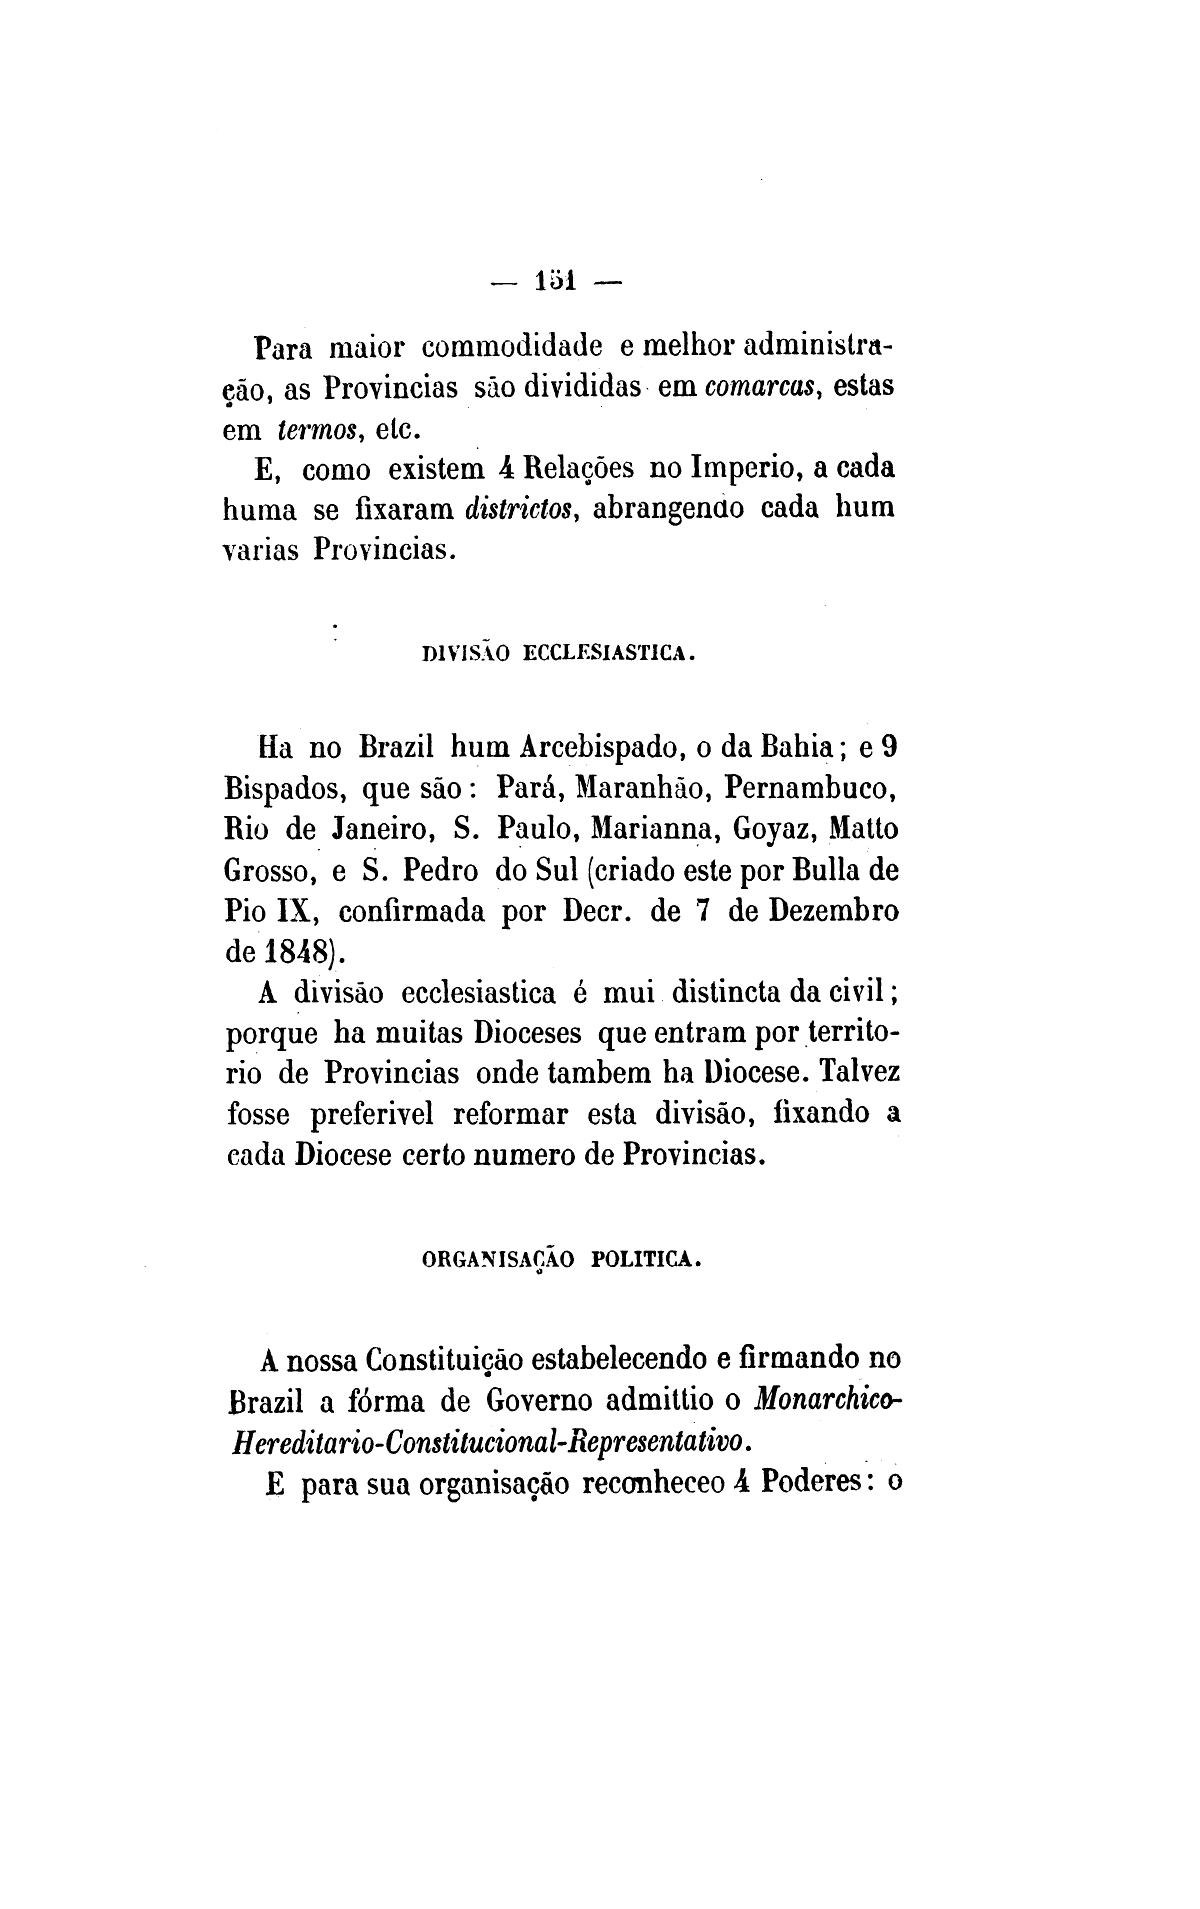 — 151 —
Para maior commodidade e melhor administra-
ção, as Provincias são divididas em comarcas, estas
em termos, etc.
E, como existem 4 Relações no Imperio, a cada
huma se fixaram districtos, abrangendo cada hum
varias Provincias.
DIVISÃO ECCLESIASTICA.
Ha no Brazil hum Arcebispado, o da Bahia; e 9
Bispados, que são: Pará, Maranhão, Pernambuco,
Rio de Janeiro, S. Paulo, Marianna, Goyaz, Matto
Grosso, e S. Pedro do Sul (criado este por Bulla de
Pio IX, confirmada por Decr. de 7 de Dezembro
de 1848).
A divisão ecclesiastica é mui distincta da civil;
porque ha muitas Dioceses que entram por territo-
rio de Provincias onde tambem ha Diocese. Talvez
fosse preferivel reformar esta divisão, fixando a
cada Diocese certo numero de Provincias.
ORGANISAÇÃO POLITICA.
A nossa Constituição estabelecendo e firmando no
Brazil a fórma de Governo admittio o Monarchico-
Hereditario-Constitucional-Representativo.
E para sua organisação reconheceo 4 Poderes: o